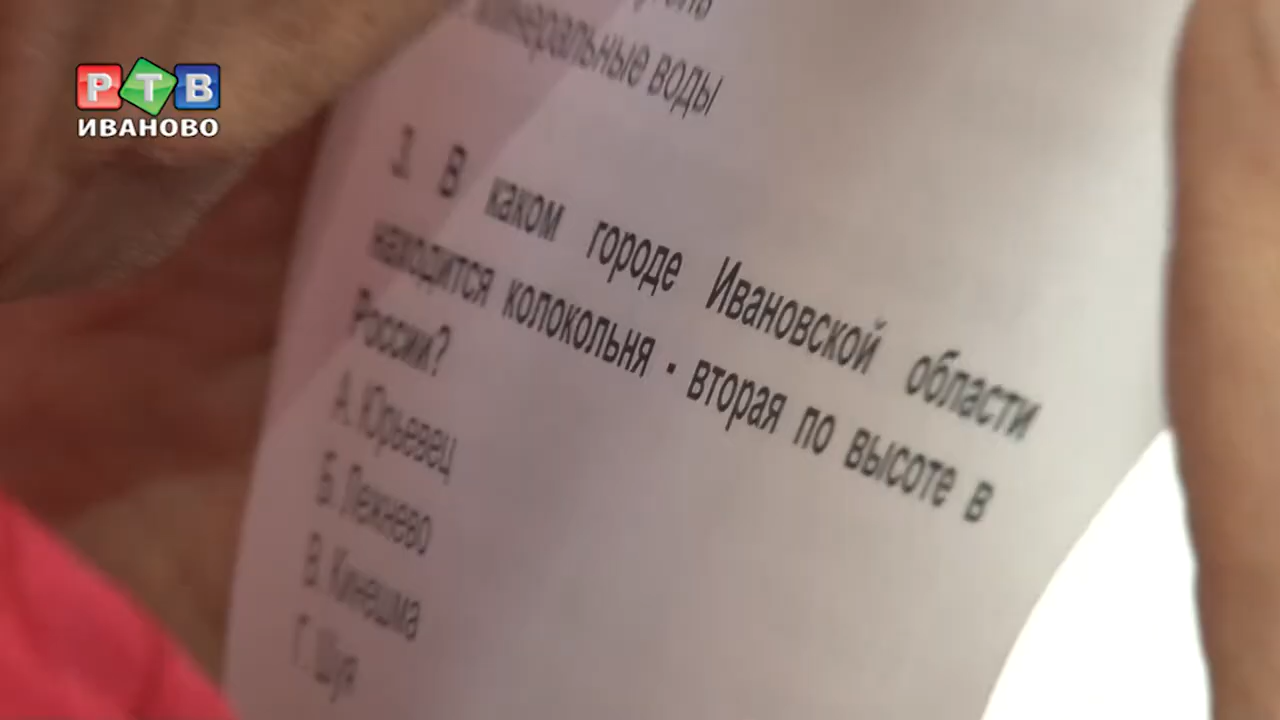 РТВ
ИВАНОВО
минеральные воды
3. В каком городе Ивановской области
находится колокольня - вторая по высоте в
России?
А. Юрьевец
Б. Лежнево
В. Кинешма
Г. Шуя